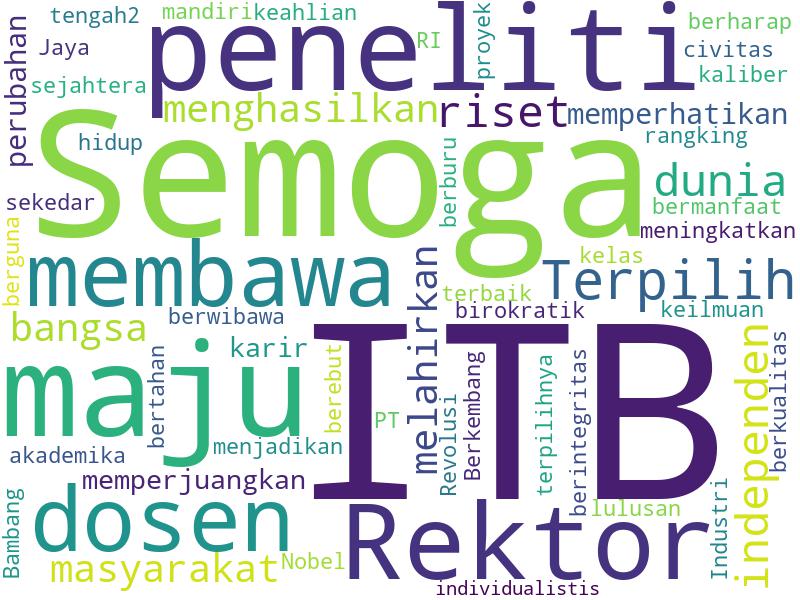 tengah2
mandiri
keahlian
peneliti
RI
proyek
berharap
Jaya
civitas
perubahan
sejahtera
kaliber
menghasilkan
riset
memperhatikan
Semoga
hidup
berburu
rangking
dunia
sekedar
bermanfaat
meningkatkan
berguna
membawa
melahirkan
kelas
Terpilih
terbaik
bangsa
berwibawa
birokratik
keilmuan
maju
karir
bertahan
berebut
ITB
independen
berkualitas
PT
Revolusi
Berkembang
terpilihnya
berintegritas
akademika
menjadikan
memperjuangkan
Bambang
dosen
Rektor
lulusan
Industri
masyarakat
Nobel
individualistis